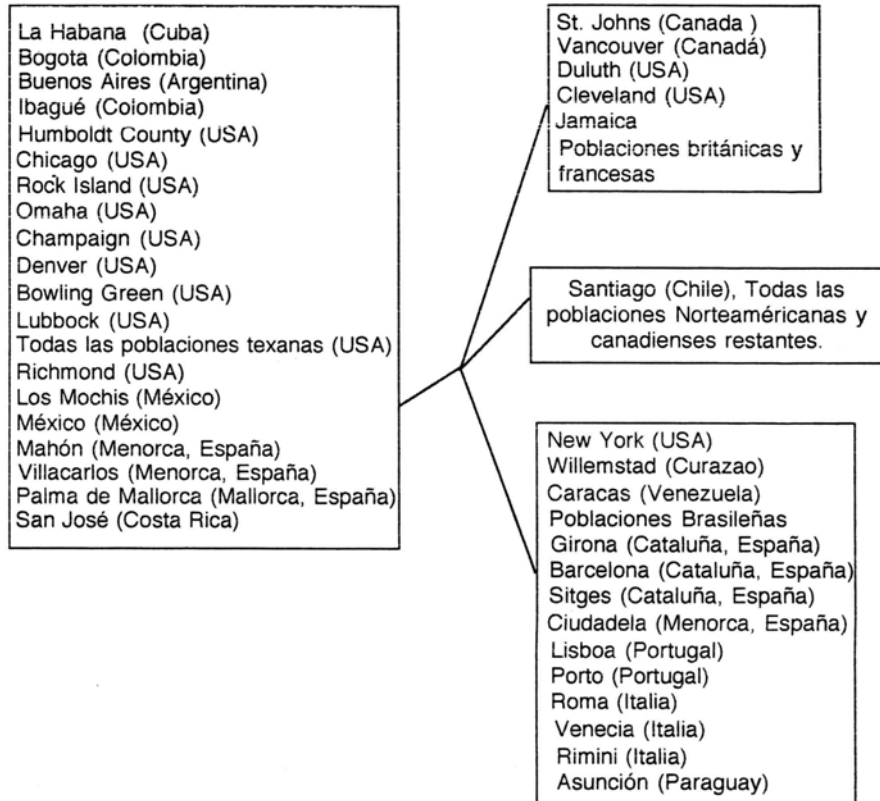 La Habana (Cuba)
Bogota (Colombia)
Buenos Aires (Argentina)
Ibagué (Colombia)
Humboldt County (USA)
Chicago (USA)
Rock Island (USA)
Omaha (USA)
Champaign (USA)
Denver (USA)
Bowling Green (USA)
Lubbock (USA)
Todas las poblaciones texanas (USA)
Richmond (USA)
Los Mochis (México)
México (México)
Mahón (Menorca, España)
Villacarlos (Menorca, España)
Palma de Mallorca (Mallorca, España)
San José (Costa Rica)
St. Johns (Canada )
Vancouver (Canadá)
Duluth (USA)
Cleveland (USA)
Jamaica
Poblaciones británicas y
francesas
Santiago (Chile), Todas las
poblaciones Norteaméricanas y
canadienses restantes.
New York (USA)
Willemstad (Curazao)
Caracas (Venezuela)
Poblaciones Brasileñas
Girona (Cataluña, España)
Barcelona (Cataluña, España)
Sitges (Cataluña, España)
Ciudadela (Menorca, España)
Lisboa (Portugal)
Porto (Portugal)
Roma (Italia)
Venecia (Italia)
Rimini (Italia)
Asunción (Paraguay)